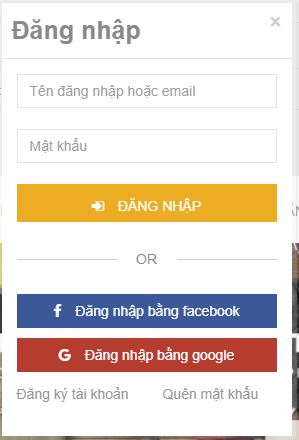 Đăng nhập ×
Tên đăng nhập hoặc email
Mật khẩu
ĐĂNG NHẬP
OR
Đăng nhập bằng facebook
Đăng nhập bằng google
Đăng ký tài khoản Quên mật khẩu